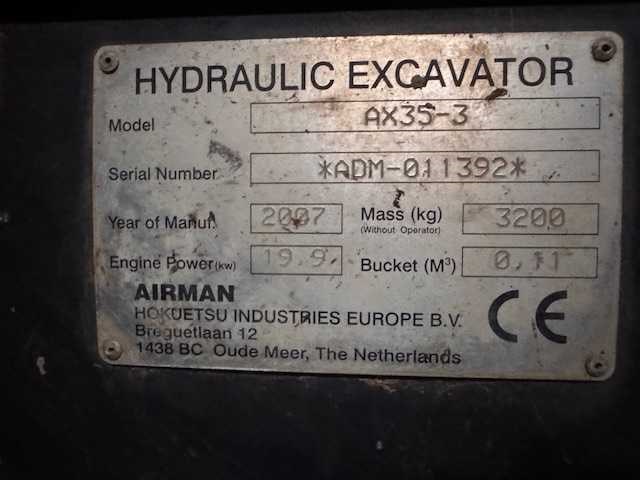 HYDRAULIC EXCAVATOR
Model AX35-3
Serial Number *ADM-011392*
Year of Manuf. 2007 Mass (kg) 3200
(Without Operator)
Engine Power(kw) 19.9 Bucket (M³) 0.11
AIRMAN
HOKUETSU INDUSTRIES EUROPE B.V.
Breguetlaan 12
1438 BC Oude Meer, The Netherlands
CE